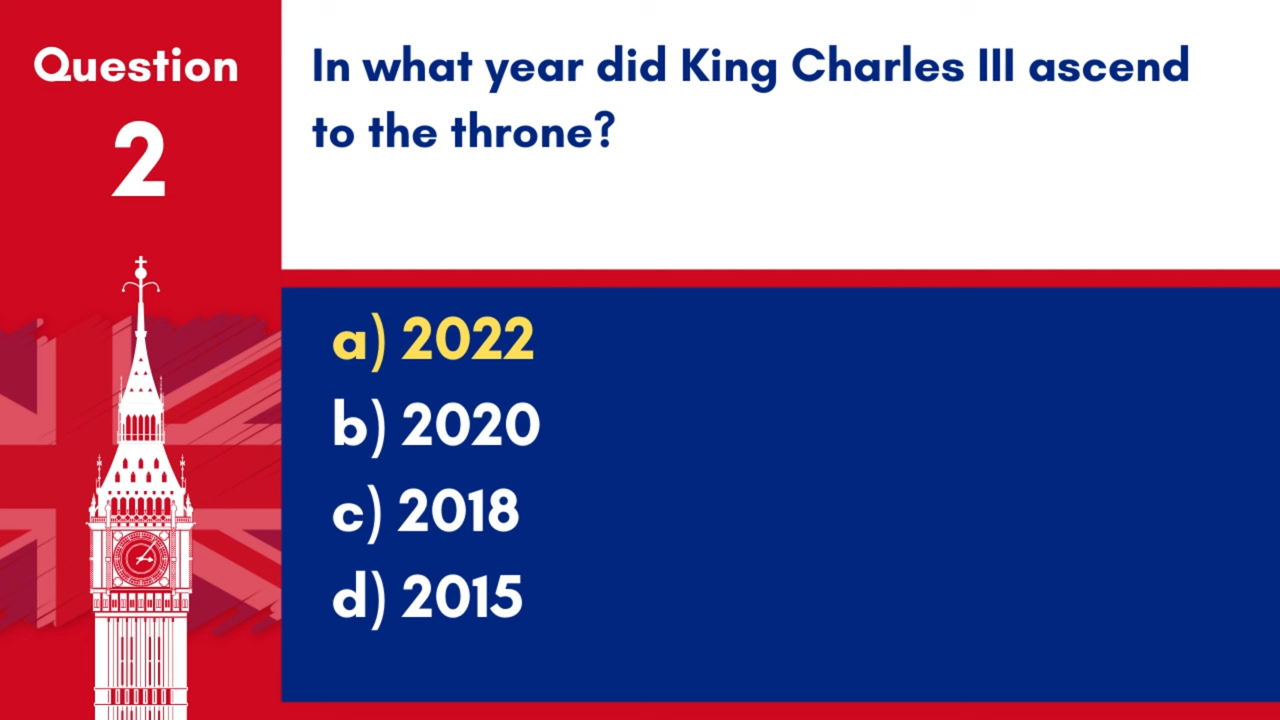 Question
2
In what year did King Charles III ascend
to the throne?
a) 2022
b) 2020
c) 2018
d) 2015